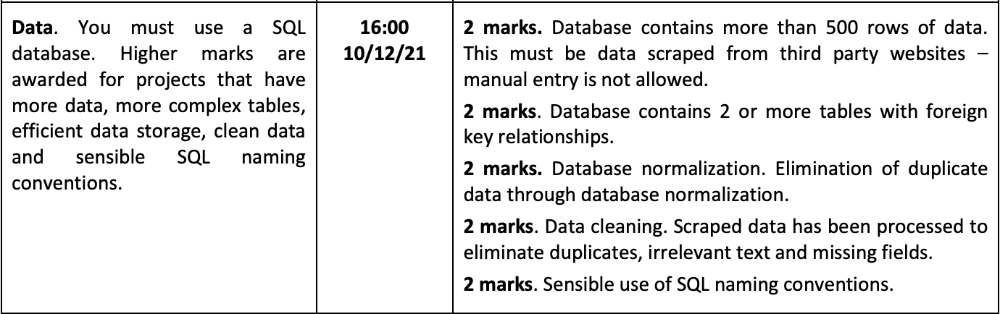 Data. You must use a SQL
database. Higher marks are
awarded for projects that have
more data, more complex tables,
efficient data storage, clean data
and sensible SQL naming
conventions.
16:00
10/12/21
2 marks. Database contains more than 500 rows of data.
This must be data scraped from third party websites –
manual entry is not allowed.
2 marks. Database contains 2 or more tables with foreign
key relationships.
2 marks. Database normalization. Elimination of duplicate
data through database normalization.
2 marks. Data cleaning. Scraped data has been processed to
eliminate duplicates, irrelevant text and missing fields.
2 marks. Sensible use of SQL naming conventions.